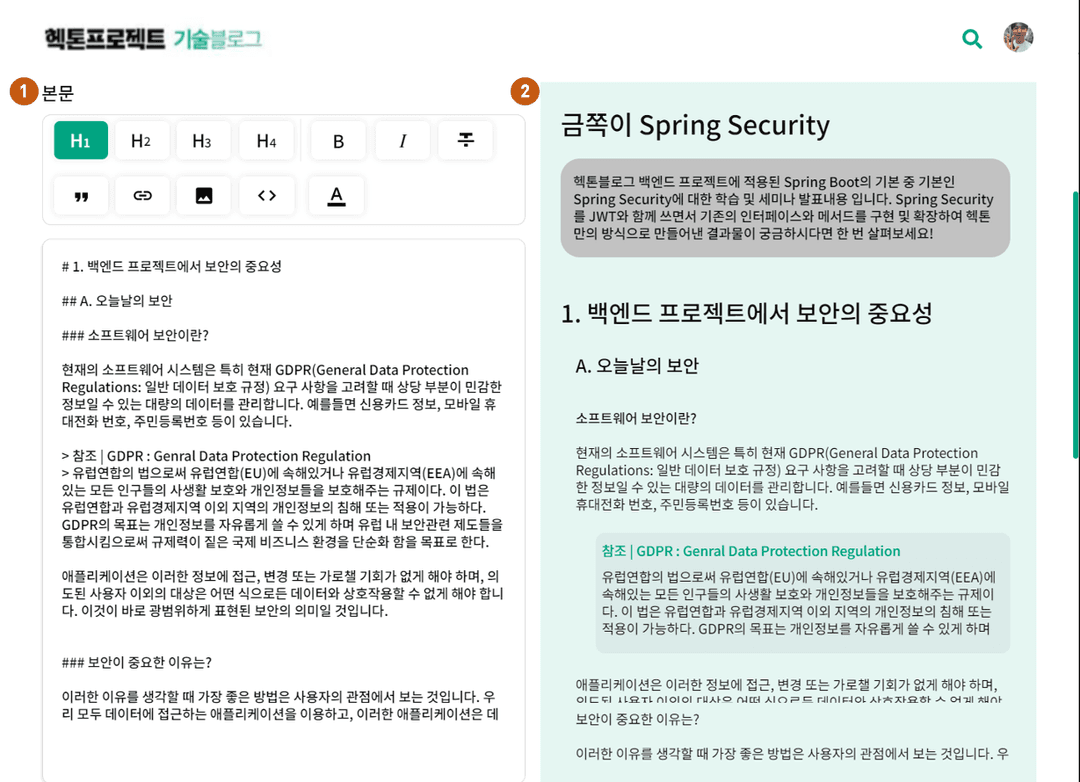 헥톤프로젝트 기술블로그
1 본문
H1 H2 H3 H4 B I
A
# 1. 백엔드 프로젝트에서 보안의 중요성
## A. 오늘날의 보안
### 소프트웨어 보안이란?
현재의 소프트웨어 시스템은 특히 현재 GDPR(General Data Protection
Regulations: 일반 데이터 보호 규정) 요구 사항을 고려할 때 상당 부분이 민감한
정보일 수 있는 대량의 데이터를 관리합니다. 예를들면 신용카드 정보, 모바일 휴
대전화 번호, 주민등록번호 등이 있습니다.
> 참조 | GDPR : Genral Data Protection Regulation
> 유럽연합의 법으로써 유럽연합(EU)에 속해있거나 유럽경제지역(EEA)에 속해
있는 모든 인구들의 사생활 보호와 개인정보들을 보호해주는 규제이다. 이 법은
유럽연합과 유럽경제지역 이외 지역의 개인정보의 침해 또는 적용이 가능하다.
GDPR의 목표는 개인정보를 자유롭게 쓸 수 있게 하며 유럽 내 보안관련 제도들을
통합시킴으로써 규제력이 짙은 국제 비즈니스 환경을 단순화 함을 목표로 한다.
애플리케이션은 이러한 정보에 접근, 변경 또는 가로챌 기회가 없게 해야 하며, 의
도된 사용자 이외의 대상은 어떤 식으로든 데이터와 상호작용할 수 없게 해야 합니
다. 이것이 바로 광범위하게 표현된 보안의 의미일 것입니다.
### 보안이 중요한 이유는?
이러한 이유를 생각할 때 가장 좋은 방법은 사용자의 관점에서 보는 것입니다. 우
리 모두 데이터에 접근하는 애플리케이션을 이용하고, 이러한 애플리케이션은 데
2
금쪽이 Spring Security
헥톤블로그 백엔드 프로젝트에 적용된 Spring Boot의 기본 중 기본인
Spring Security에 대한 학습 및 세미나 발표내용 입니다. Spring Security
를 JWT와 함께 쓰면서 기존의 인터페이스와 메서드를 구현 및 확장하여 헥톤
만의 방식으로 만들어낸 결과물이 궁금하시다면 한 번 살펴보세요!
1. 백엔드 프로젝트에서 보안의 중요성
A. 오늘날의 보안
소프트웨어 보안이란?
현재의 소프트웨어 시스템은 특히 현재 GDPR(General Data Protection
Regulations: 일반 데이터 보호 규정) 요구 사항을 고려할 때 상당 부분이 민감
한 정보일 수 있는 대량의 데이터를 관리합니다. 예를들면 신용카드 정보, 모바일
휴대전화 번호, 주민등록번호 등이 있습니다.
참조 | GDPR : Genral Data Protection Regulation
유럽연합의 법으로써 유럽연합(EU)에 속해있거나 유럽경제지역(EEA)에
속해있는 모든 인구들의 사생활 보호와 개인정보들을 보호해주는 규제이
다. 이 법은 유럽연합과 유럽경제지역 이외 지역의 개인정보의 침해 또는
적용이 가능하다. GDPR의 목표는 개인정보를 자유롭게 쓸 수 있게 하며
애플리케이션은 이러한 정보에 접근, 변경 또는 가로챌 기회가 없게 해야 하며,
의도된 사용자 이외의 대상은 어떤 식으로든 데이터와 상호작용할 수 없게 해야
보안이 중요한 이유는?
이러한 이유를 생각할 때 가장 좋은 방법은 사용자의 관점에서 보는 것입니다. 우